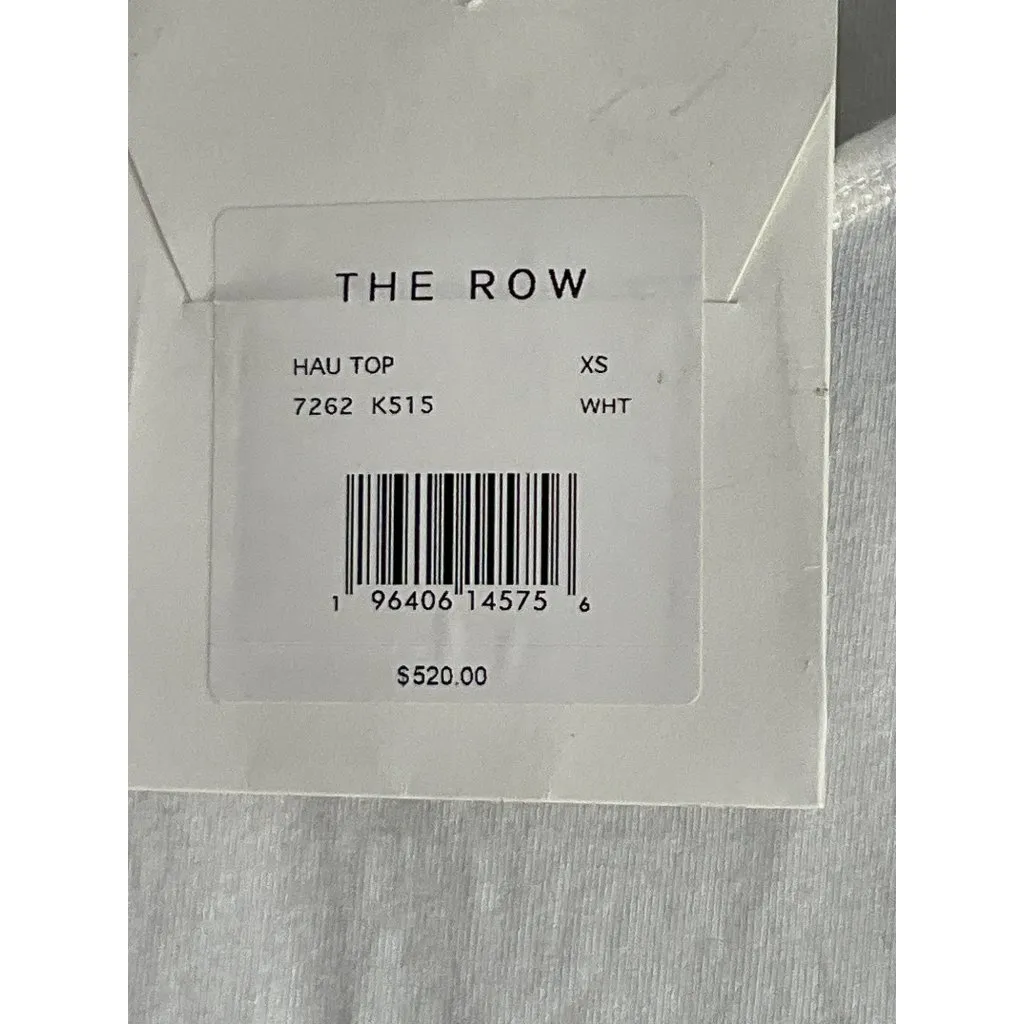 THE ROW
HAU TOP XS
7262 K515 WHT
1 96406 14575 6
$520.00